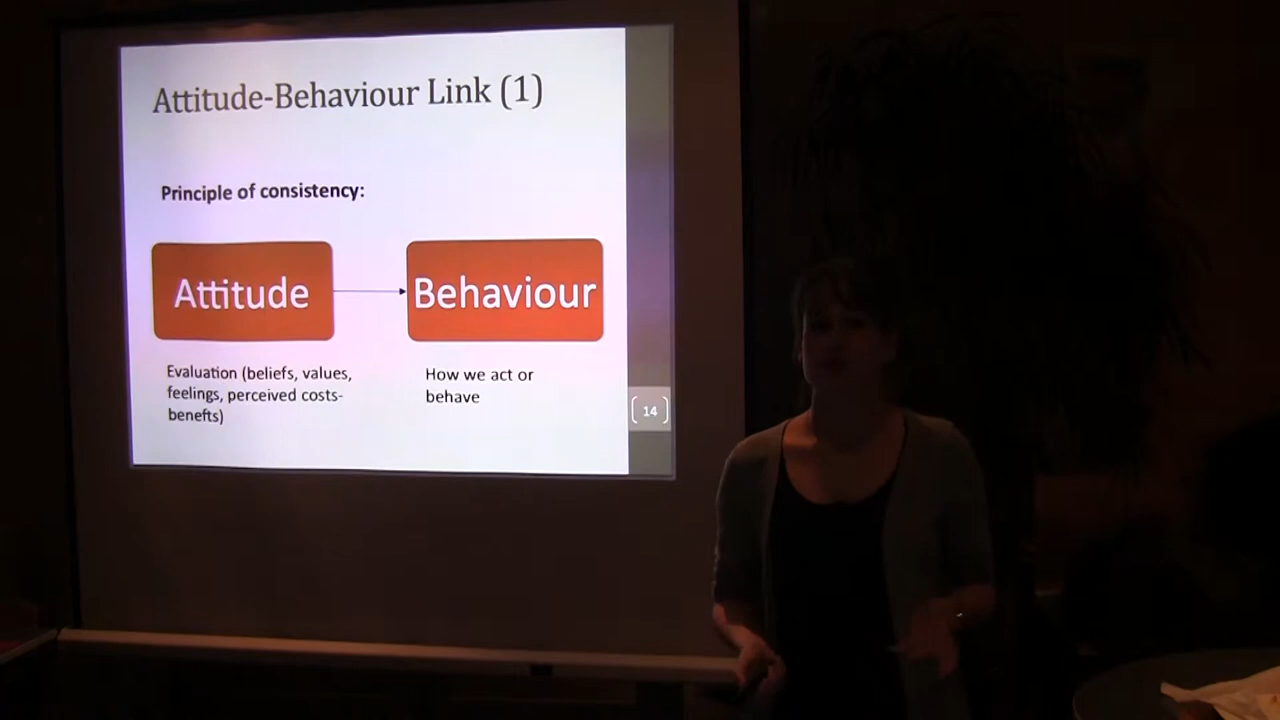 Attitude-Behaviour Link (1)
Principle of consistency:
Attitude
Behaviour
Evaluation (beliefs, values,
feelings, perceived costs-
benefts)
How we act or
behave
14